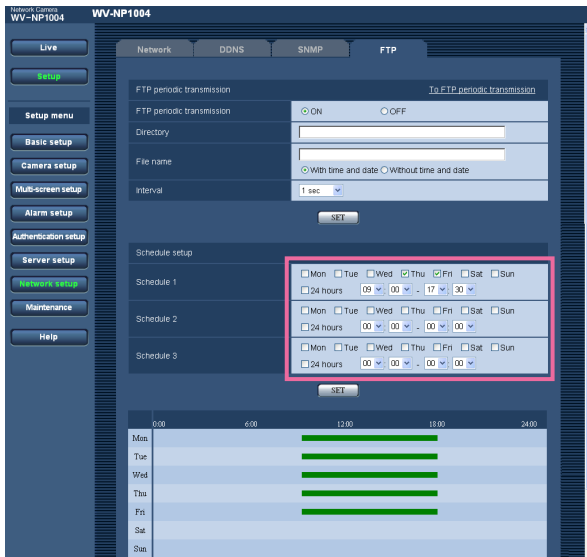 Network Camera
WV-NP1004
WV-NP1004
Live
Setup
Setup menu
Basic setup
Camera setup
Multi-screen setup
Alarm setup
Authentication setup
Server setup
Network setup
Maintenance
Help
Network DDNS SNMP FTP
FTP periodic transmission To FTP periodic transmission
FTP periodic transmission ON OFF
Directory
File name
With time and date Without time and date
Interval 1 sec
SET
Schedule setup
Schedule 1
Mon Tue Wed Thu Fri Sat Sun
24 hours 09 : 00 - 17 : 30
Schedule 2
Mon Tue Wed Thu Fri Sat Sun
24 hours 00 : 00 - 00 : 00
Schedule 3
Mon Tue Wed Thu Fri Sat Sun
24 hours 00 : 00 - 00 : 00
SET
0:00 6:00 12:00 18:00 24:00
Mon
Tue
Wed
Thu
Fri
Sat
Sun